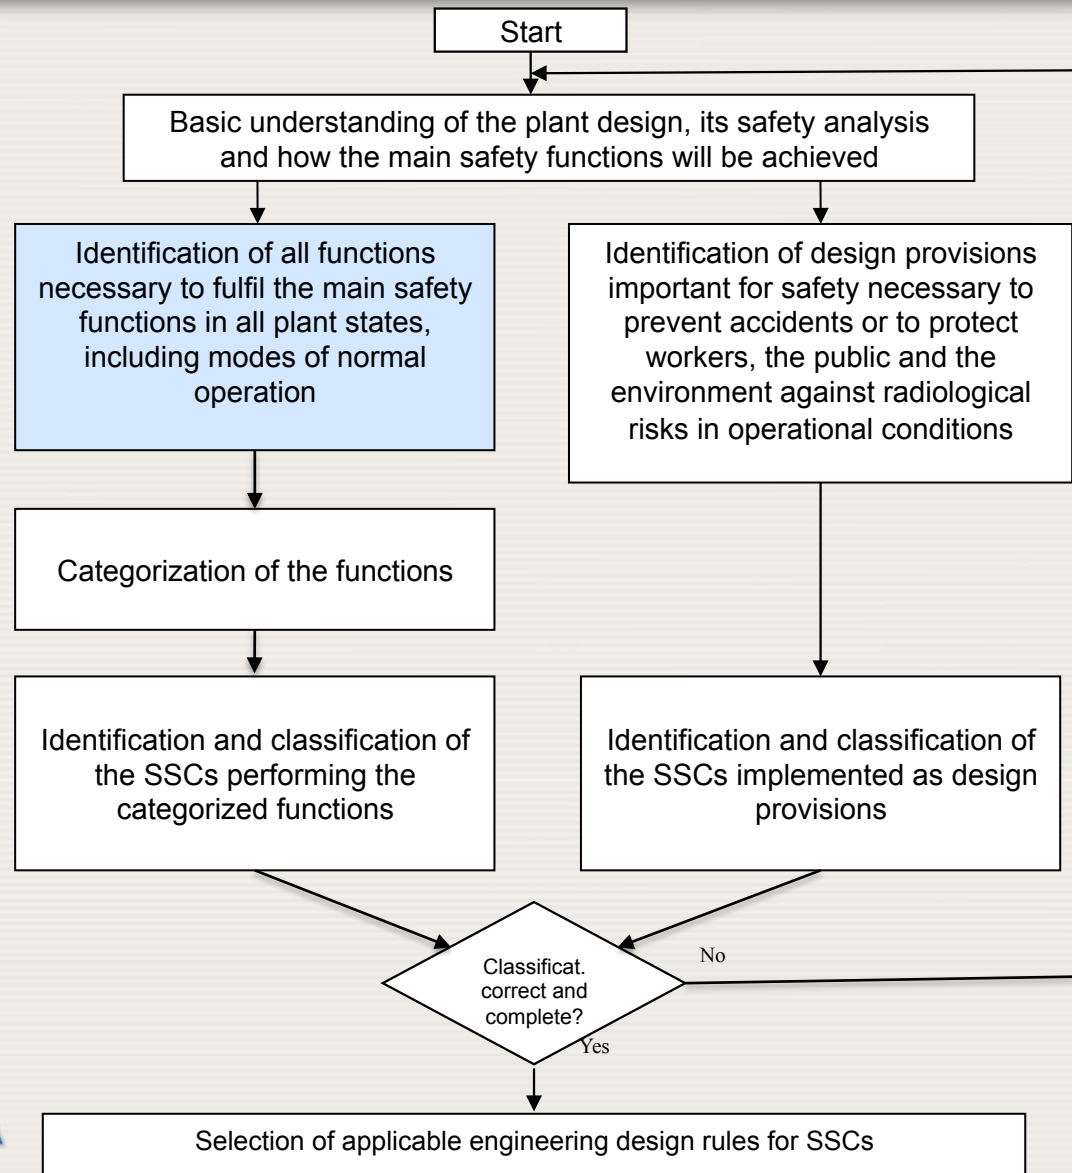 Start
Basic understanding of the plant design, its safety analysis
and how the main safety functions will be achieved
Identification of all functions
necessary to fulfil the main safety
functions in all plant states,
including modes of normal
operation
Identification of design provisions
important for safety necessary to
prevent accidents or to protect
workers, the public and the
environment against radiological
risks in operational conditions
Categorization of the functions
Identification and classification of
the SSCs performing the
categorized functions
Identification and classification of
the SSCs implemented as design
provisions
Classificat.
correct and
complete?
No
Yes
Selection of applicable engineering design rules for SSCs